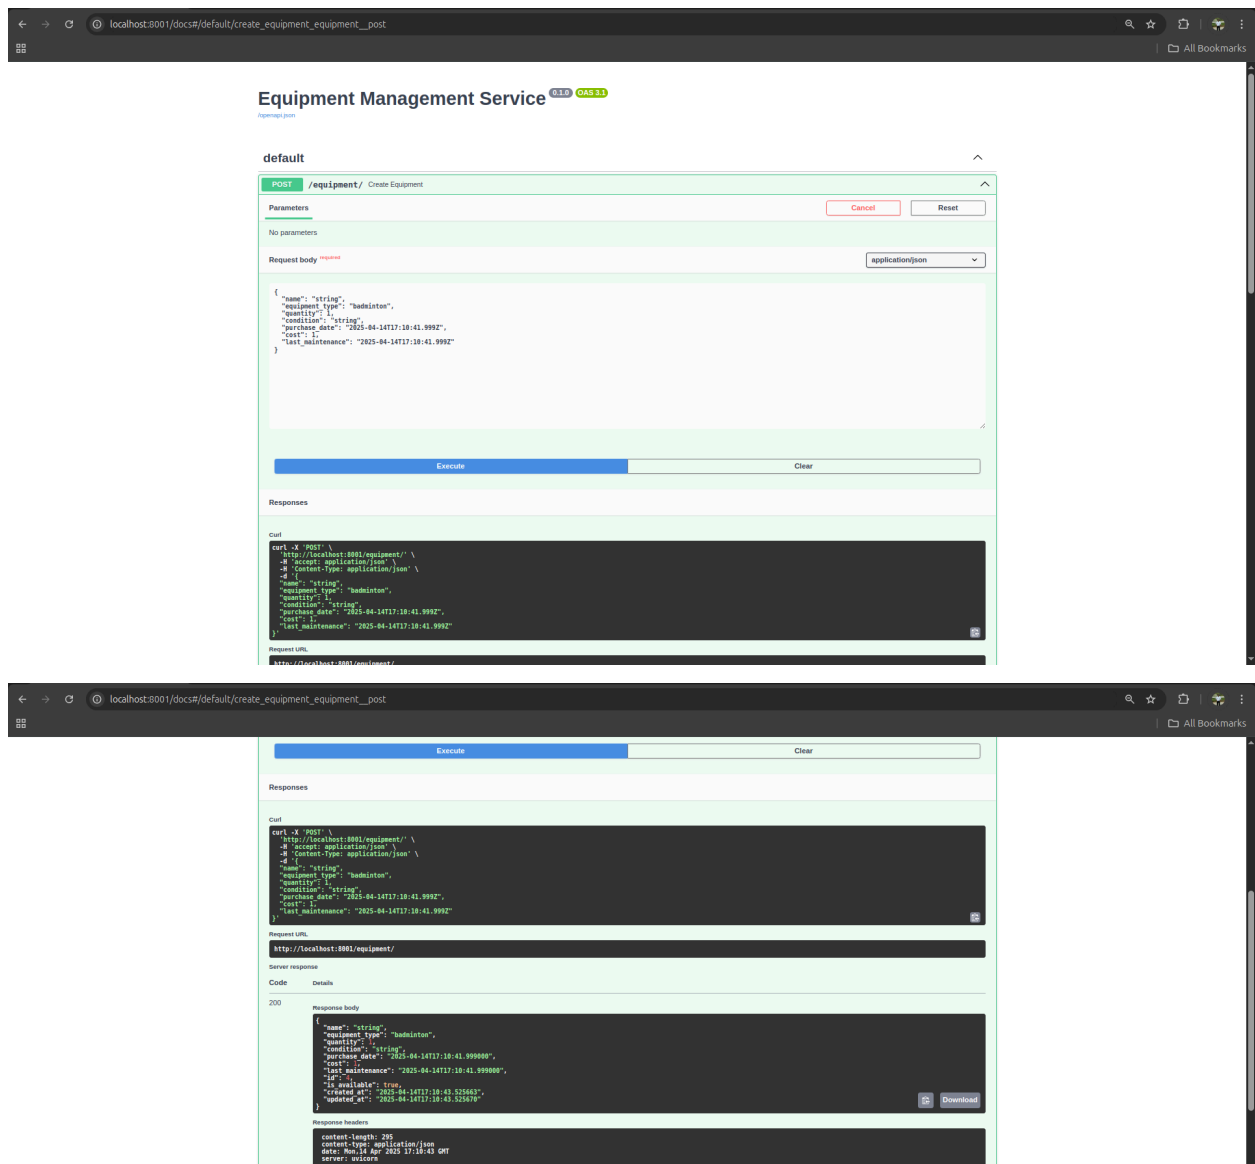 localhost:8001/docs#/default/create_equipment_equipment__post
All Bookmarks
Equipment Management Service 0.1.0 OAS 3.1
/openapi.json
default
POST /equipment/ Create Equipment
Parameters
Cancel
Reset
No parameters
Request body required
application/json
{
"name": "string",
"equipment_type": "badminton",
"quantity": 1,
"condition": "string",
"purchase_date": "2025-04-14T17:10:41.999Z",
"cost": 1,
"last_maintenance": "2025-04-14T17:10:41.999Z"
}
Execute
Clear
Responses
Curl
curl -X 'POST' \
'http://localhost:8001/equipment/' \
-H 'accept: application/json' \
-H 'Content-Type: application/json' \
-d '{
"name": "string",
"equipment_type": "badminton",
"quantity": 1,
"condition": "string",
"purchase_date": "2025-04-14T17:10:41.999Z",
"cost": 1,
"last_maintenance": "2025-04-14T17:10:41.999Z"
}'
Request URL
http://localhost:8001/equipment/
localhost:8001/docs#/default/create_equipment_equipment__post
All Bookmarks
Execute
Clear
Responses
Curl
curl -X 'POST' \
'http://localhost:8001/equipment/' \
-H 'accept: application/json' \
-H 'Content-Type: application/json' \
-d '{
"name": "string",
"equipment_type": "badminton",
"quantity": 1,
"condition": "string",
"purchase_date": "2025-04-14T17:10:41.999Z",
"cost": 1,
"last_maintenance": "2025-04-14T17:10:41.999Z"
}'
Request URL
http://localhost:8001/equipment/
Server response
Code
Details
200
Response body
{
"name": "string",
"equipment_type": "badminton",
"quantity": 1,
"condition": "string",
"purchase_date": "2025-04-14T17:10:41.999000",
"cost": 1,
"last_maintenance": "2025-04-14T17:10:41.999000",
"id": 4,
"is_available": true,
"created_at": "2025-04-14T17:10:43.525663",
"updated_at": "2025-04-14T17:10:43.525670"
}
Download
Response headers
content-length: 295
content-type: application/json
date: Mon,14 Apr 2025 17:10:43 GMT
server: uvicorn